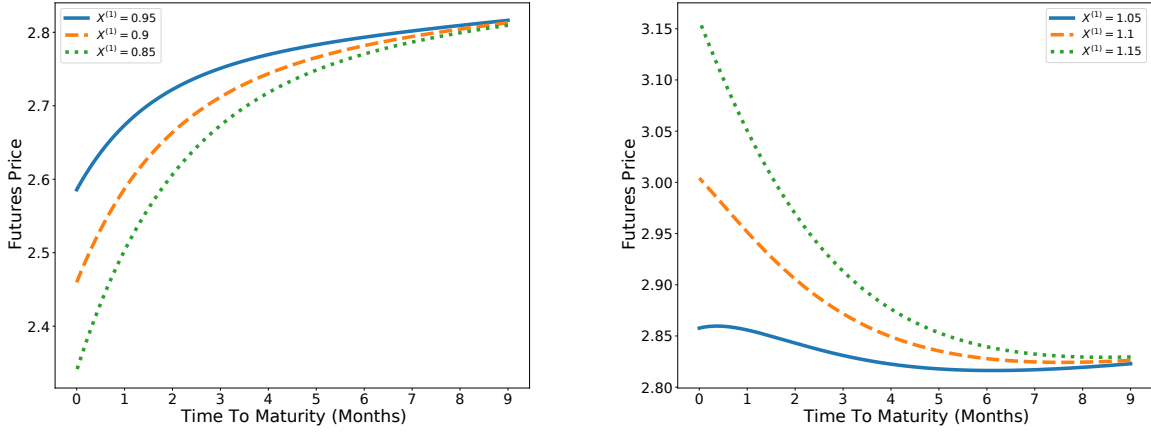 2.8
2.7
2.6
2.5
2.4
Futures Price
X^(1) = 0.95
X^(1) = 0.9
X^(1) = 0.85
0 1 2 3 4 5 6 7 8 9
Time To Maturity (Months)
3.15
3.10
3.05
3.00
2.95
2.90
2.85
2.80
Futures Price
X^(1) = 1.05
X^(1) = 1.1
X^(1) = 1.15
0 1 2 3 4 5 6 7 8 9
Time To Maturity (Months)